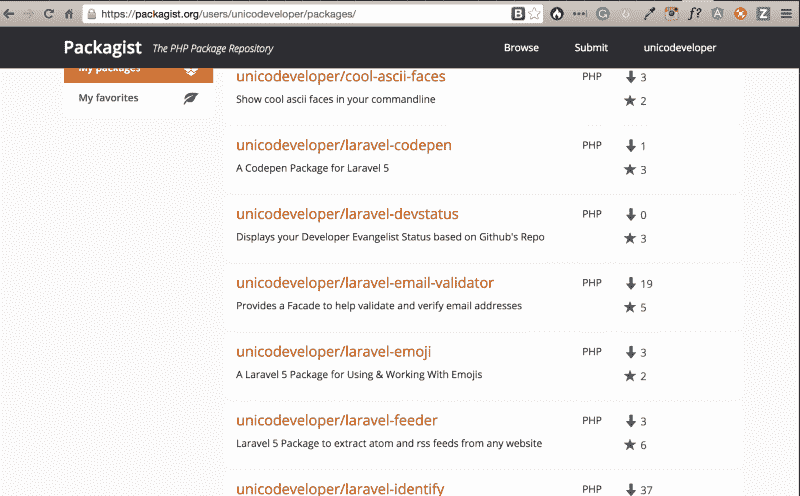 https://packagist.org/users/unicodeveloper/packages/
Packagist The PHP Package Repository
Browse Submit unicodeveloper
My packages
My favorites
unicodeveloper/cool-ascii-faces PHP 3
Show cool ascii faces in your commandline 2
unicodeveloper/laravel-codepen PHP 1
A Codepen Package for Laravel 5 3
unicodeveloper/laravel-devstatus PHP 0
Displays your Developer Evangelist Status based on Github's Repo 3
unicodeveloper/laravel-email-validator PHP 19
Provides a Facade to help validate and verify email addresses 5
unicodeveloper/laravel-emoji PHP 3
A Laravel 5 Package for Using & Working With Emojis 2
unicodeveloper/laravel-feeder PHP 3
Laravel 5 Package to extract atom and rss feeds from any website 6
unicodeveloper/laravel-identify PHP 37